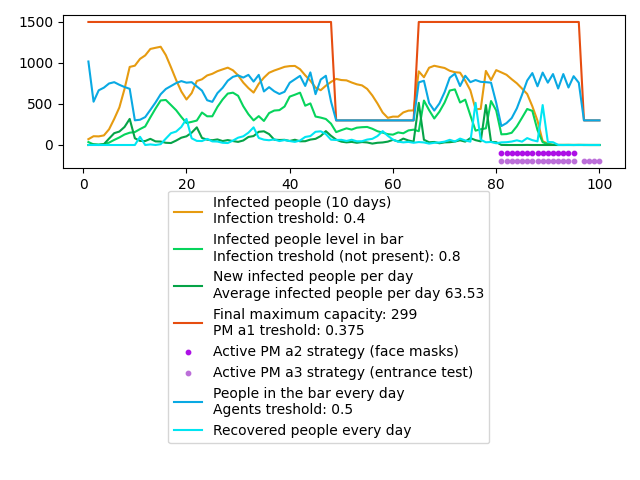 1500
1000
500
0
0
20
40
60
80
100
Infected people (10 days)
Infection treshold: 0.4
Infected people level in bar
Infection treshold (not present): 0.8
New infected people per day
Average infected people per day 63.53
Final maximum capacity: 299
PM a1 treshold: 0.375
Active PM a2 strategy (face masks)
Active PM a3 strategy (entrance test)
People in the bar every day
Agents treshold: 0.5
Recovered people every day